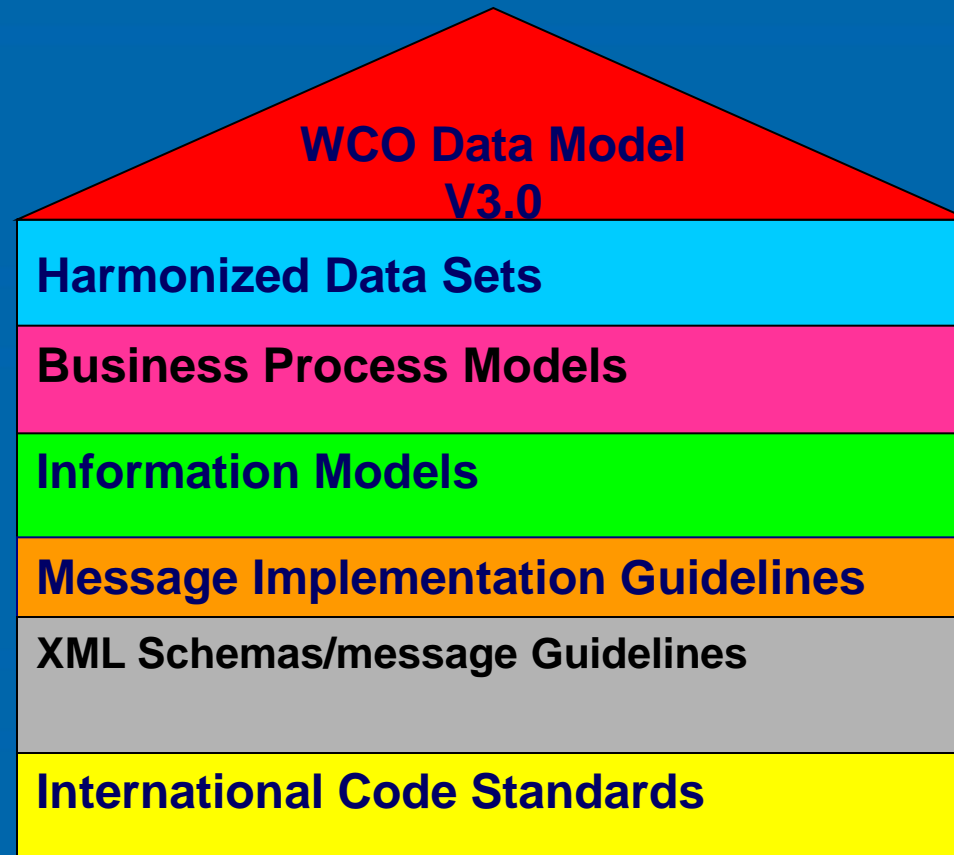 WCO Data Model
V3.0
Harmonized Data Sets
Business Process Models
Information Models
Message Implementation Guidelines
XML Schemas/message Guidelines
International Code Standards